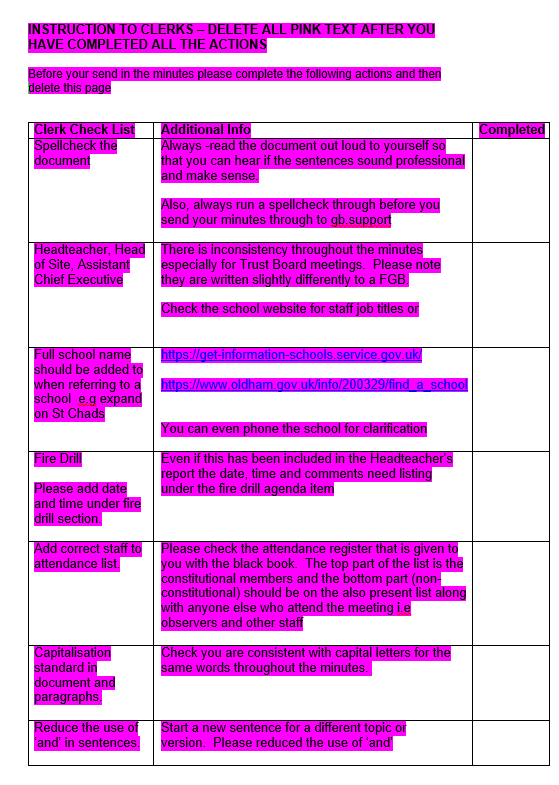 INSTRUCTION TO CLERKS – DELETE ALL PINK TEXT AFTER YOU
HAVE COMPLETED ALL THE ACTIONS
Before your send in the minutes please complete the following actions and then
delete this page
Clerk Check List
Additional Info
Completed
Spellcheck the
document
Always -read the document out loud to yourself so
that you can hear if the sentences sound professional
and make sense.
Also, always run a spellcheck through before you
send your minutes through to gb.support
Headteacher, Head
of Site, Assistant
Chief Executive
There is inconsistency throughout the minutes
especially for Trust Board meetings.  Please note
they are written slightly differently to a FGB.
Check the school website for staff job titles or
Full school name
should be added to
when referring to a
school  e.g expand
on St Chads
https://get-information-schools.service.gov.uk/
https://www.oldham.gov.uk/info/200329/find_a_school
You can even phone the school for clarification
Fire Drill
Please add date
and time under fire
drill section.
Even if this has been included in the Headteacher's
report the date, time and comments need listing
under the fire drill agenda item
Add correct staff to
attendance list.
Please check the attendance register that is given to
you with the black book.  The top part of the list is the
constitutional members and the bottom part (non-
constitutional) should be on the also present list along
with anyone else who attend the meeting i.e
observers and other staff
Capitalisation
standard in
document and
paragraphs.
Check you are consistent with capital letters for the
same words throughout the minutes.
Reduce the use of
‘and’ in sentences.
Start a new sentence for a different topic or
version.  Please reduced the use of ‘and’